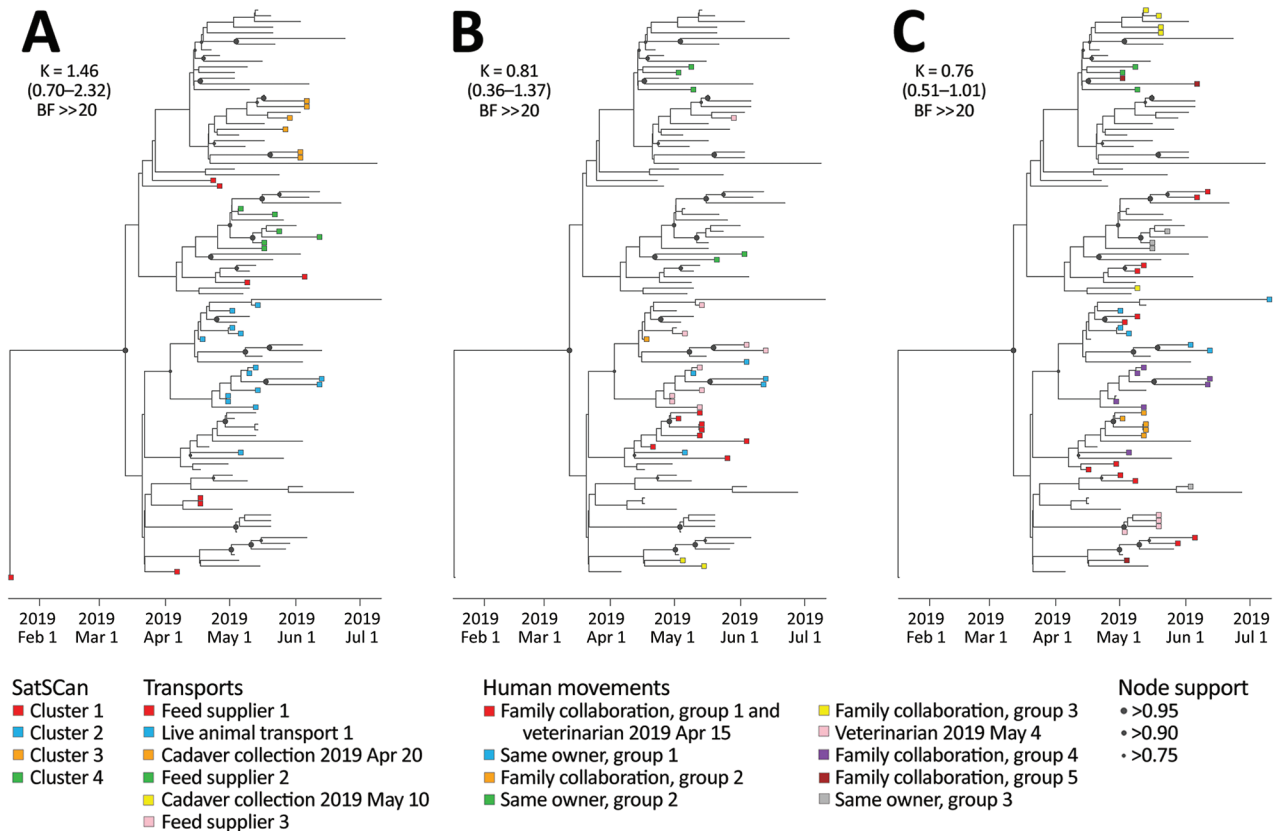 A
K = 1.46
(0.70–2.32)
BF >>20
B
K = 0.81
(0.36–1.37)
BF >>20
C
K = 0.76
(0.51–1.01)
BF >>20
2019 2019 2019 2019 2019 2019
Feb 1 Mar 1 Apr 1 May 1 Jun 1 Jul 1
2019 2019 2019 2019 2019 2019
Feb 1 Mar 1 Apr 1 May 1 Jun 1 Jul 1
2019 2019 2019 2019 2019 2019
Feb 1 Mar 1 Apr 1 May 1 Jun 1 Jul 1
SatSCan
Cluster 1
Cluster 2
Cluster 3
Cluster 4
Transports
Feed supplier 1
Live animal transport 1
Cadaver collection 2019 Apr 20
Feed supplier 2
Cadaver collection 2019 May 10
Feed supplier 3
Human movements
Family collaboration, group 1 and
veterinarian 2019 Apr 15
Same owner, group 1
Family collaboration, group 2
Same owner, group 2
Family collaboration, group 3
Veterinarian 2019 May 4
Family collaboration, group 4
Family collaboration, group 5
Same owner, group 3
Node support
>0.95
>0.90
>0.75